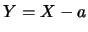 Y = X − a